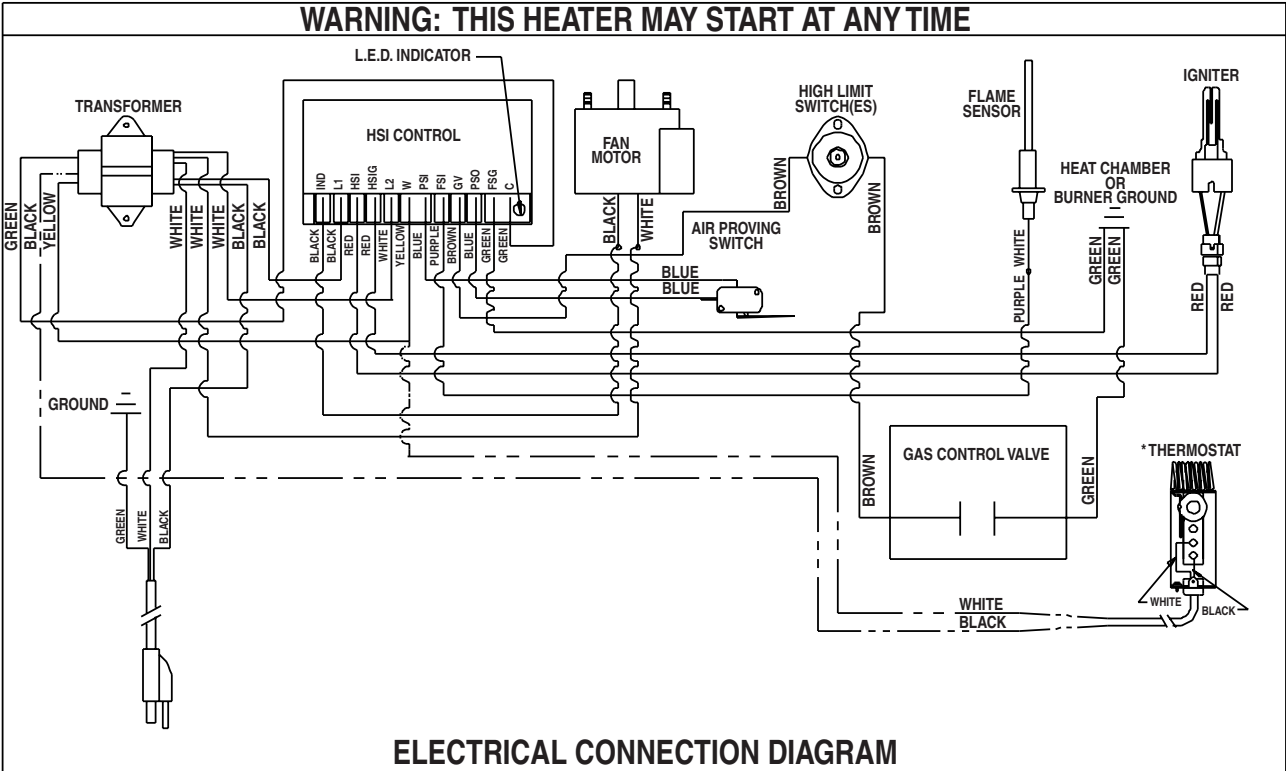 WARNING: THIS HEATER MAY START AT ANY TIME
L.E.D. INDICATOR
TRANSFORMER
HSI CONTROL
FAN
MOTOR
HIGH LIMIT
SWITCH(ES)
FLAME
SENSOR
IGNITER
HEAT CHAMBER
OR
BURNER GROUND
IND
L1
HSI
HSIG
L2
W
PSI
FSI
GV
PSO
FSG
C
GREEN
BLACK
YELLOW
WHITE
WHITE
WHITE
BLACK
BLACK
BLACK
BLACK
RED
RED
WHITE
YELLOW
BLUE
PURPLE
BROWN
BLUE
GREEN
GREEN
BLACK
WHITE
AIR PROVING
SWITCH
BROWN
BROWN
BLUE
BLUE
WHITE
PURPLE
GREEN
GREEN
RED
RED
GROUND
GREEN
WHITE
BLACK
BROWN
GAS CONTROL VALVE
GREEN
*THERMOSTAT
WHITE
BLACK
WHITE
BLACK
ELECTRICAL CONNECTION DIAGRAM